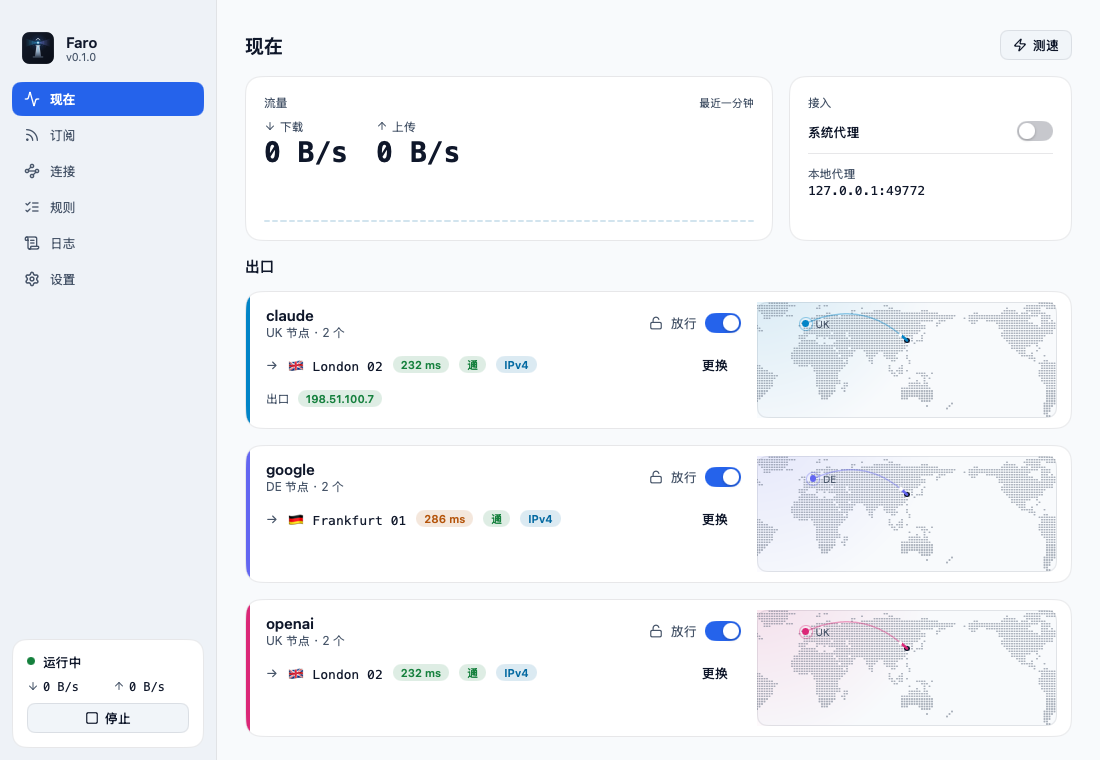 Faro
v0.1.0
现在
订阅
连接
规则
日志
设置
运行中
0 B/s
0 B/s
停止
现在
测速
流量
最近一分钟
下载
上传
0 B/s
0 B/s
接入
系统代理
本地代理
127.0.0.1:49772
出口
claude
UK 节点 · 2 个
放行
→ London 02 232 ms 通 IPv4
更换
出口 198.51.100.7
UK
google
DE 节点 · 2 个
放行
→ Frankfurt 01 286 ms 通 IPv4
更换
DE
openai
UK 节点 · 2 个
放行
→ London 02 232 ms 通 IPv4
更换
UK